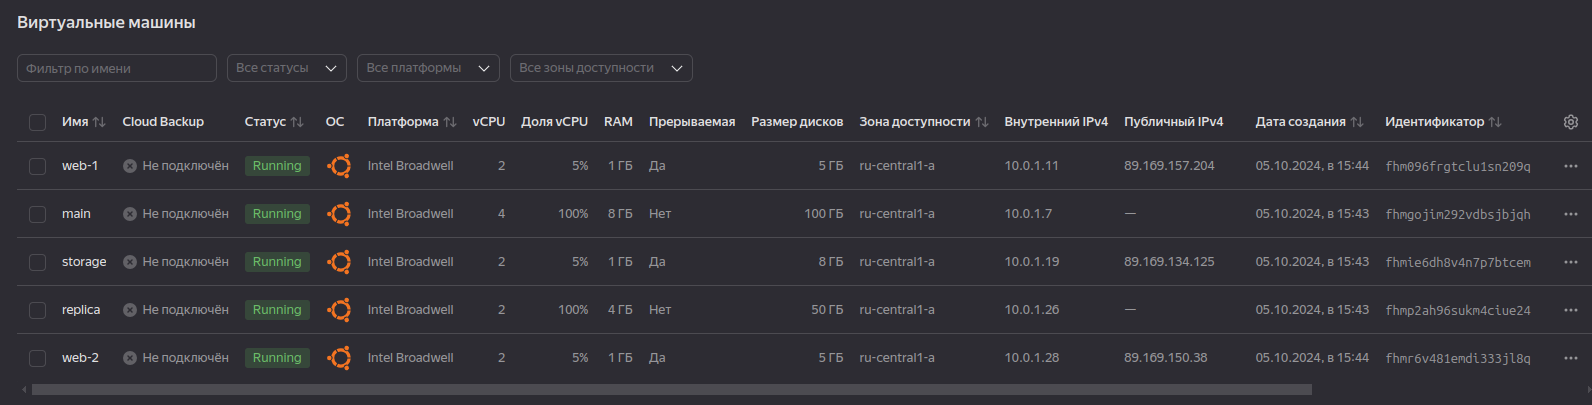 Виртуальные машины
Фильтр по имени Все статусы Все платформы Все зоны доступности
Имя Cloud Backup Статус ОС Платформа vCPU Доля vCPU RAM Прерываемая Размер дисков Зона доступности Внутренний IPv4 Публичный IPv4 Дата создания Идентификатор
web-1 Не подключён Running Intel Broadwell 2 5% 1 ГБ Да 5 ГБ ru-central1-a 10.0.1.11 89.169.157.204 05.10.2024, в 15:44 fhm096frgtclu1sn209q
main Не подключён Running Intel Broadwell 4 100% 8 ГБ Нет 100 ГБ ru-central1-a 10.0.1.7 — 05.10.2024, в 15:43 fhmgojim292vdbsjbjqh
storage Не подключён Running Intel Broadwell 2 5% 1 ГБ Да 8 ГБ ru-central1-a 10.0.1.19 89.169.134.125 05.10.2024, в 15:43 fhmie6dh8v4n7p7btcem
replica Не подключён Running Intel Broadwell 2 100% 4 ГБ Нет 50 ГБ ru-central1-a 10.0.1.26 — 05.10.2024, в 15:43 fhmp2ah96sukm4ciue24
web-2 Не подключён Running Intel Broadwell 2 5% 1 ГБ Да 5 ГБ ru-central1-a 10.0.1.28 89.169.150.38 05.10.2024, в 15:44 fhmr6v481emdi333jl8q